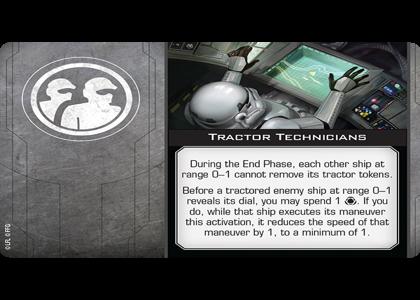 TRACTOR TECHNICIANS
During the End Phase, each other ship at
range 0–1 cannot remove its tractor tokens.
Before a tractored enemy ship at range 0–1
reveals its dial, you may spend 1 . If you
do, while that ship executes its maneuver
this activation, it reduces the speed of that
maneuver by 1, to a minimum of 1.
©LFL ©FFG